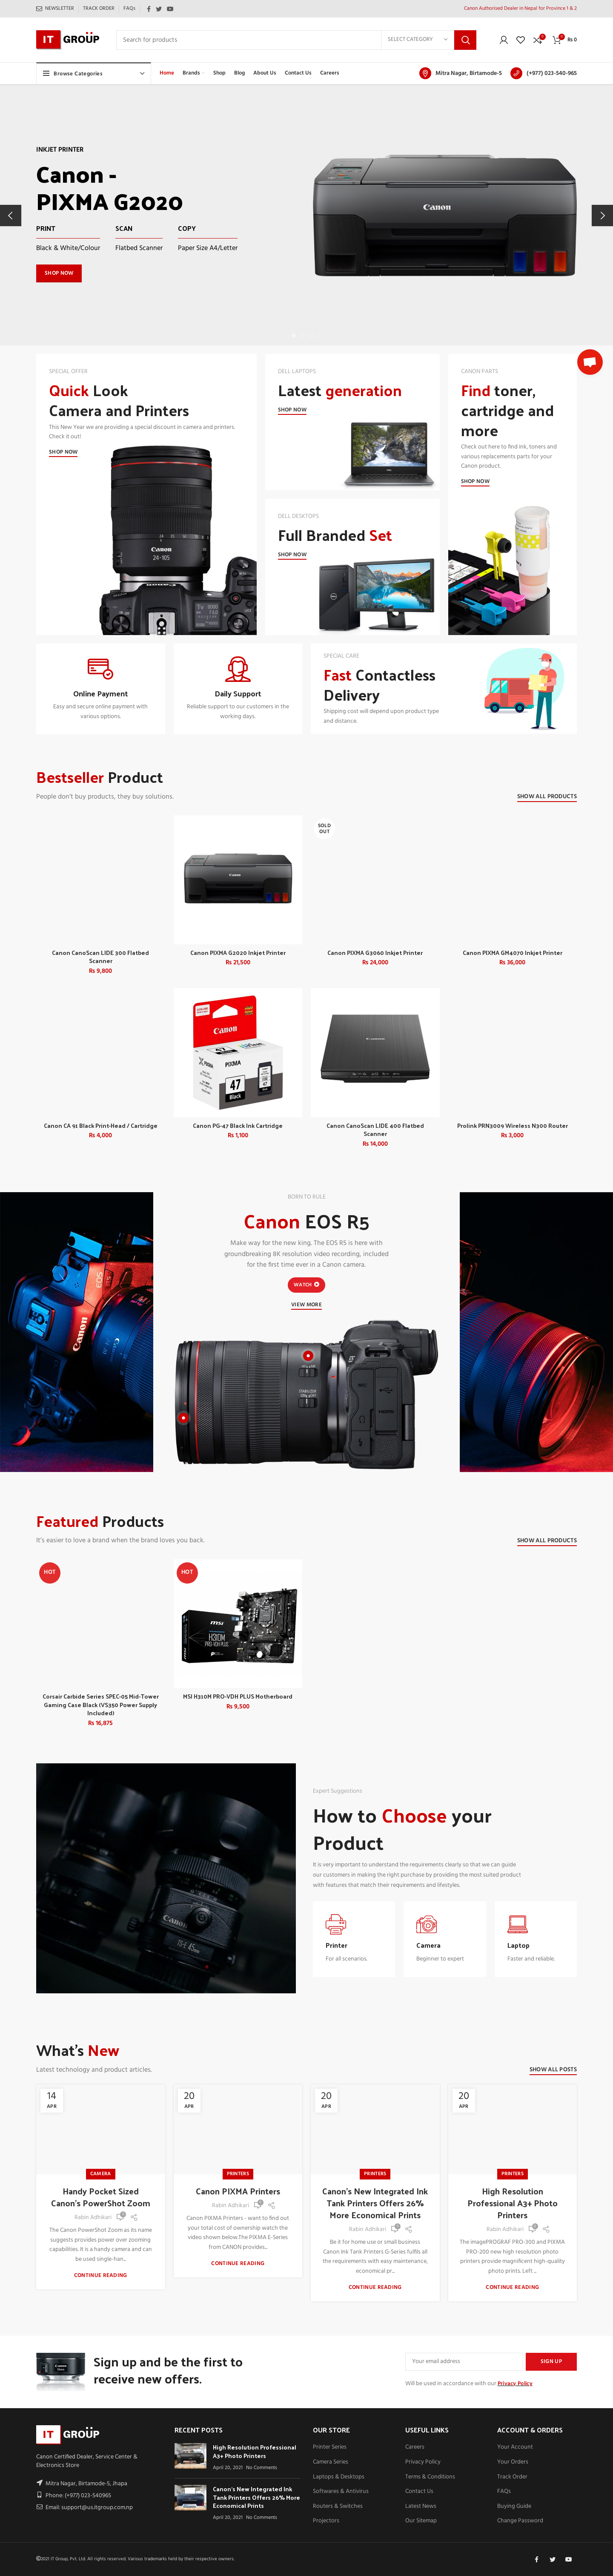 NEWSLETTER TRACK ORDER FAQs
Canon Authorised Dealer in Nepal for Province 1 & 2
IT GROUP
Search for products
SELECT CATEGORY
0
0
Rs 0
Browse Categories
Home Brands Shop Blog About Us Contact Us Careers
Mitra Nagar, Birtamode-5
(+977) 023-540-965
INKJET PRINTER
Canon -
PIXMA G2020
PRINT SCAN COPY
Black & White/Colour Flatbed Scanner Paper Size A4/Letter
SHOP NOW
Canon
SPECIAL OFFER
Quick Look
Camera and Printers
This New Year we are providing a special discount in camera and printers.
Check it out!
SHOP NOW
DELL LAPTOPS
Latest generation
SHOP NOW
DELL DESKTOPS
Full Branded Set
SHOP NOW
CANON PARTS
Find toner,
cartridge and
more
Check out here to find ink, toners and
various replacements parts for your
Canon product.
SHOP NOW
Online Payment
Easy and secure online payment with
various options.
Daily Support
Reliable support to our customers in the
working days.
SPECIAL CARE
Fast Contactless
Delivery
Shipping cost will depend upon product type
and distance.
Bestseller Product
People don't buy products, they buy solutions.
SHOW ALL PRODUCTS
SOLD
OUT
Canon CanoScan LIDE 300 Flatbed
Scanner
₨ 9,800
Canon PIXMA G2020 Inkjet Printer
₨ 21,500
Canon PIXMA G3060 Inkjet Printer
₨ 24,000
Canon PIXMA GM4070 Inkjet Printer
₨ 36,000
Canon
47
Canon CA 91 Black Print-Head / Cartridge
₨ 4,000
Canon PG-47 Black Ink Cartridge
₨ 1,100
Canon CanoScan LIDE 400 Flatbed
Scanner
₨ 14,000
Prolink PRN3009 Wireless N300 Router
₨ 3,000
BORN TO RULE
Canon EOS R5
Make way for the new king. The EOS R5 is here with
groundbreaking 8K resolution video recording, included
for the first time ever in a Canon camera.
WATCH
VIEW MORE
Featured Products
It's easier to love a brand when the brand loves you back.
SHOW ALL PRODUCTS
HOT
HOT
Corsair Carbide Series SPEC-05 Mid-Tower
Gaming Case Black (VS350 Power Supply
Included)
₨ 16,875
MSI H310M PRO-VDH PLUS Motherboard
₨ 9,500
Expert Suggestions
How to Choose your
Product
It is very important to understand the requirements clearly so that we can guide
our customers in making the right purchase by providing the most suited product
with features that match their requirements and lifestyles.
Printer
For all scenarios.
Camera
Beginner to expert
Laptop
Faster and reliable.
What's New
Latest technology and product articles.
SHOW ALL POSTS
14
APR
CAMERA
Handy Pocket Sized
Canon's PowerShot Zoom
Rabin Adhikari
The Canon PowerShot Zoom as its name
suggests provides power over zooming
capabilities. It is a handy camera and can
be used single-han...
CONTINUE READING
20
APR
PRINTERS
Canon PIXMA Printers
Rabin Adhikari
Canon PIXMA Printers - want to find out
your total cost of ownership watch the
video shown below.The PIXMA E-Series
from CANON provides...
CONTINUE READING
20
APR
PRINTERS
Canon's New Integrated Ink
Tank Printers Offers 26%
More Economical Prints
Rabin Adhikari
Be it for home use or small business
Canon Ink Tank Printers G-Series fulfils all
the requirements with easy maintenance,
economical pr...
CONTINUE READING
20
APR
PRINTERS
High Resolution
Professional A3+ Photo
Printers
Rabin Adhikari
The imagePROGRAF PRO-300 and PIXMA
PRO-200 new high resolution photo
printers provide magnificent high-quality
photo prints. Left ...
CONTINUE READING
Sign up and be the first to
receive new offers.
Your email address
SIGN UP
Will be used in accordance with our Privacy Policy
IT GROUP
Canon Certified Dealer, Service Center &
Electronics Store
Mitra Nagar, Birtamode-5, Jhapa
Phone: (+977) 023-540965
Email: support@us.itgroup.com.np
RECENT POSTS
High Resolution Professional
A3+ Photo Printers
April 20, 2021 No Comments
Canon's New Integrated Ink
Tank Printers Offers 26% More
Economical Prints
April 20, 2021 No Comments
OUR STORE
Printer Series
Camera Series
Laptops & Desktops
Softwares & Antivirus
Routers & Switches
Projectors
USEFUL LINKS
Careers
Privacy Policy
Terms & Conditions
Contact Us
Latest News
Our Sitemap
ACCOUNT & ORDERS
Your Account
Your Orders
Track Order
FAQs
Buying Guide
Change Password
©2021 IT Group, Pvt. Ltd. All rights reserved. Various trademarks held by their respective owners.